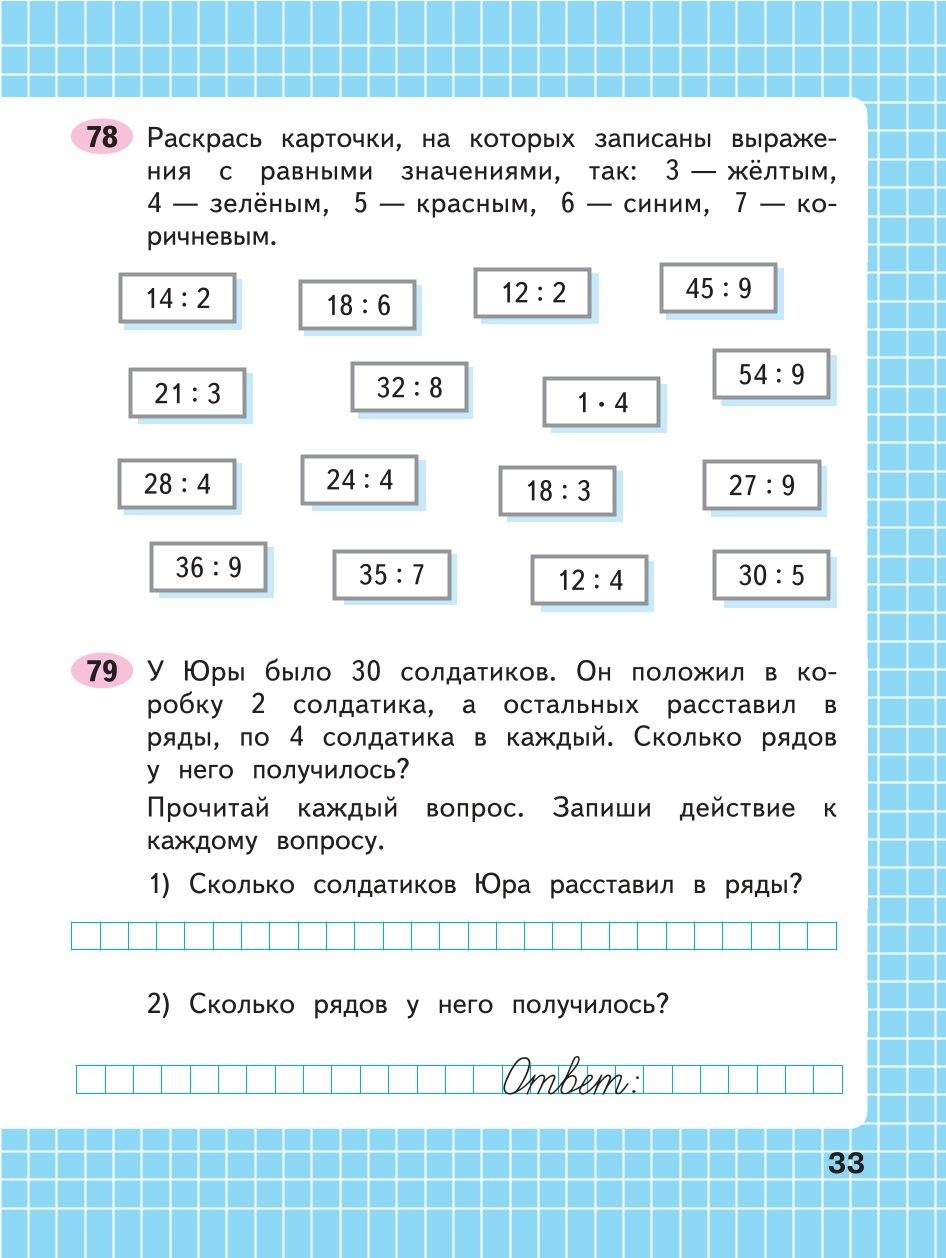 78 Раскрась карточки, на которых записаны выраже-
ния с равными значениями, так: 3 — жёлтым,
4 — зелёным, 5 — красным, 6 — синим, 7 — ко-
ричневым.
14 : 2 18 : 6 12 : 2 45 : 9
21 : 3 32 : 8 1 · 4 54 : 9
28 : 4 24 : 4 18 : 3 27 : 9
36 : 9 35 : 7 12 : 4 30 : 5
79 У Юры было 30 солдатиков. Он положил в ко-
робку 2 солдатика, а остальных расставил в
ряды, по 4 солдатика в каждый. Сколько рядов
у него получилось?
Прочитай каждый вопрос. Запиши действие к
каждому вопросу.
1) Сколько солдатиков Юра расставил в ряды?
2) Сколько рядов у него получилось?
Ответ:
33